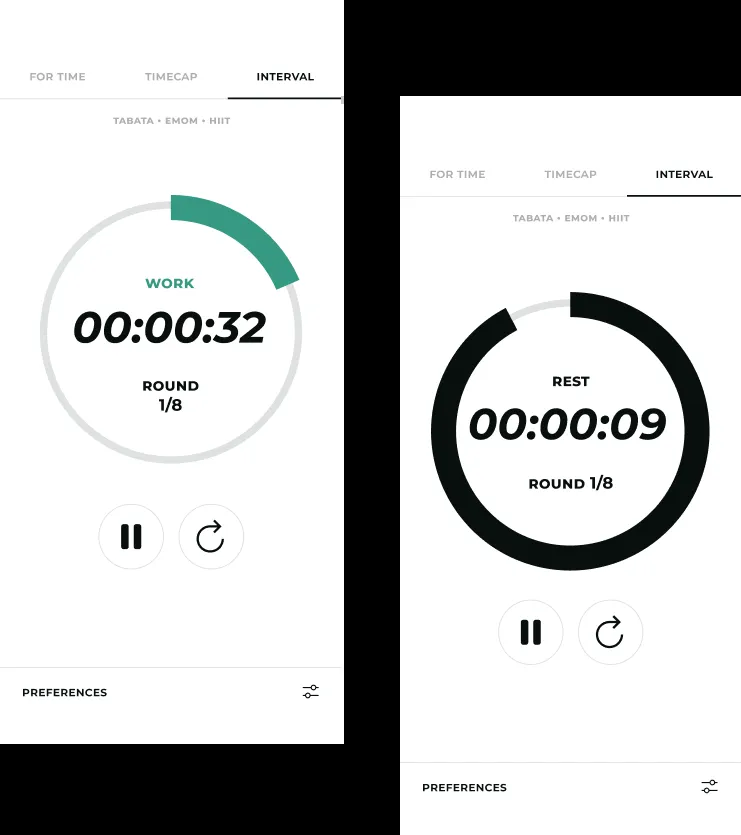 FOR TIME TIMECAP INTERVAL
TABATA • EMOM • HIIT
WORK
00:00:32
ROUND
1/8
PREFERENCES
FOR TIME TIMECAP INTERVAL
TABATA • EMOM • HIIT
REST
00:00:09
ROUND 1/8
PREFERENCES